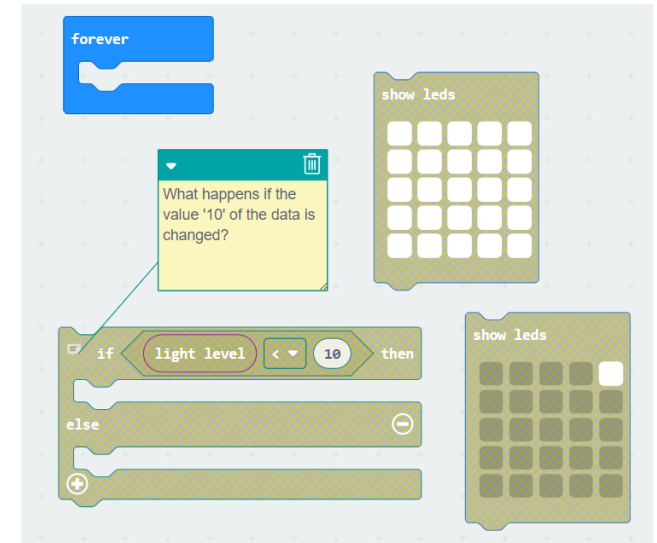 forever
show leds
What happens if the
value '10' of the data is
changed?
show leds
if light level < 10 then
else